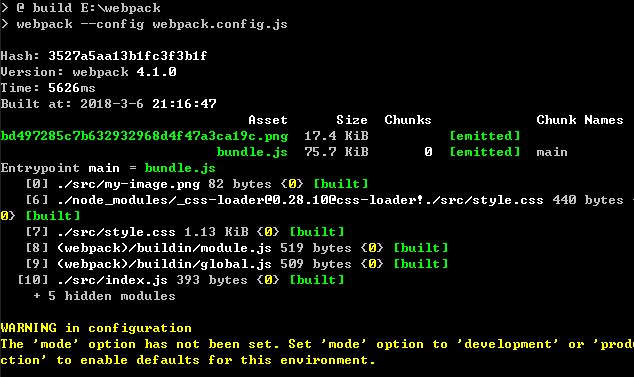 > @ build E:\webpack
> webpack --config webpack.config.js
Hash: 3527a5aa13b1fc3f3b1f
Version: webpack 4.1.0
Time: 5626ms
Built at: 2018-3-6 21:16:47
Asset Size Chunks Chunk Names
bd497285c7b632932968d4f47a3ca19c.png 17.4 KiB [emitted]
bundle.js 75.7 KiB 0 [emitted] main
Entrypoint main = bundle.js
[0] ./src/my-image.png 82 bytes {0} [built]
[6] ./node_modules/_css-loader@0.28.10@css-loader!./src/style.css 440 bytes {
0} [built]
[7] ./src/style.css 1.13 KiB {0} [built]
[8] (webpack)/buildin/module.js 519 bytes {0} [built]
[9] (webpack)/buildin/global.js 509 bytes {0} [built]
[10] ./src/index.js 393 bytes {0} [built]
+ 5 hidden modules
WARNING in configuration
The 'mode' option has not been set. Set 'mode' option to 'development' or 'produ
ction' to enable defaults for this environment.